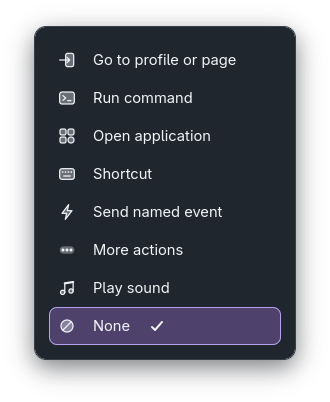 Go to profile or page
Run command
Open application
Shortcut
Send named event
More actions
Play sound
None